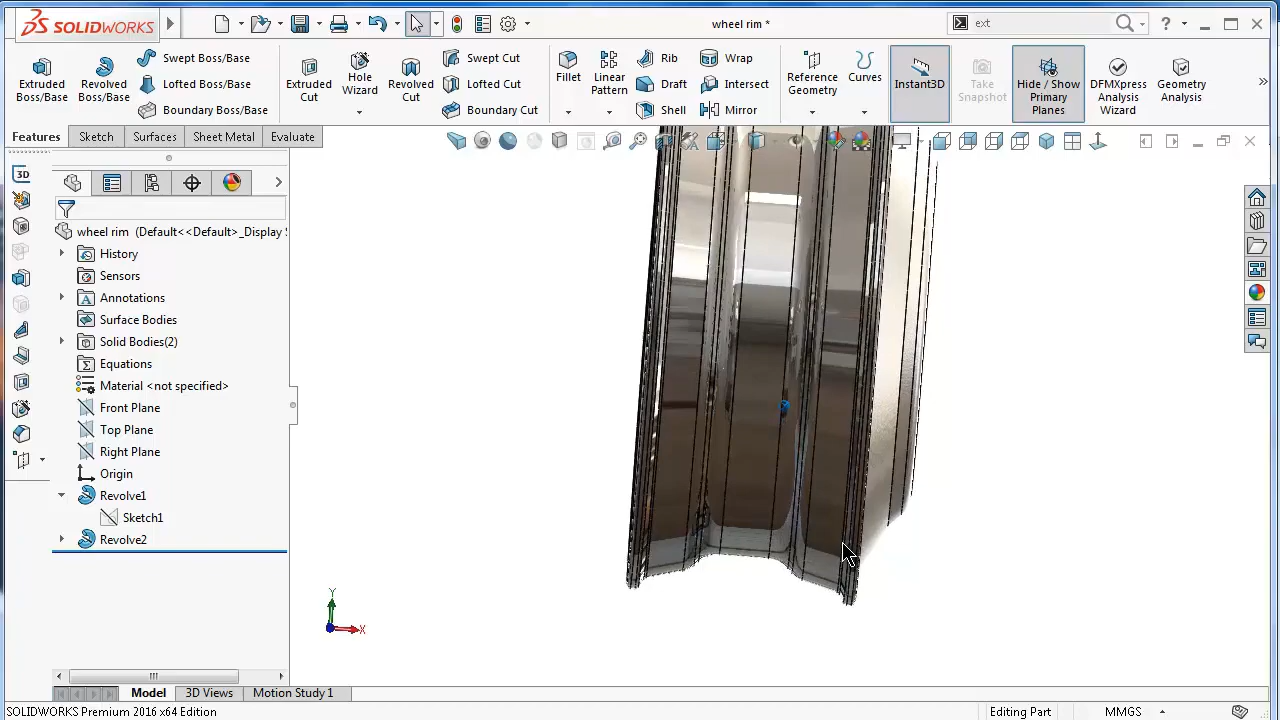 SOLIDWORKS
wheel rim *
ext
Extruded Boss/Base
Revolved Boss/Base
Swept Boss/Base
Lofted Boss/Base
Boundary Boss/Base
Extruded Cut
Hole Wizard
Revolved Cut
Swept Cut
Lofted Cut
Boundary Cut
Fillet
Linear Pattern
Rib
Draft
Shell
Wrap
Intersect
Mirror
Reference Geometry
Curves
Instant3D
Take Snapshot
Hide / Show Primary Planes
DFMXpress Analysis Wizard
Geometry Analysis
Features
Sketch
Surfaces
Sheet Metal
Evaluate
3D
wheel rim (Default<<Default>_Display
History
Sensors
Annotations
Surface Bodies
Solid Bodies(2)
Equations
Material <not specified>
Front Plane
Top Plane
Right Plane
Origin
Revolve1
Sketch1
Revolve2
Y
X
Model
3D Views
Motion Study 1
SOLIDWORKS Premium 2016 x64 Edition
Editing Part
MMGS